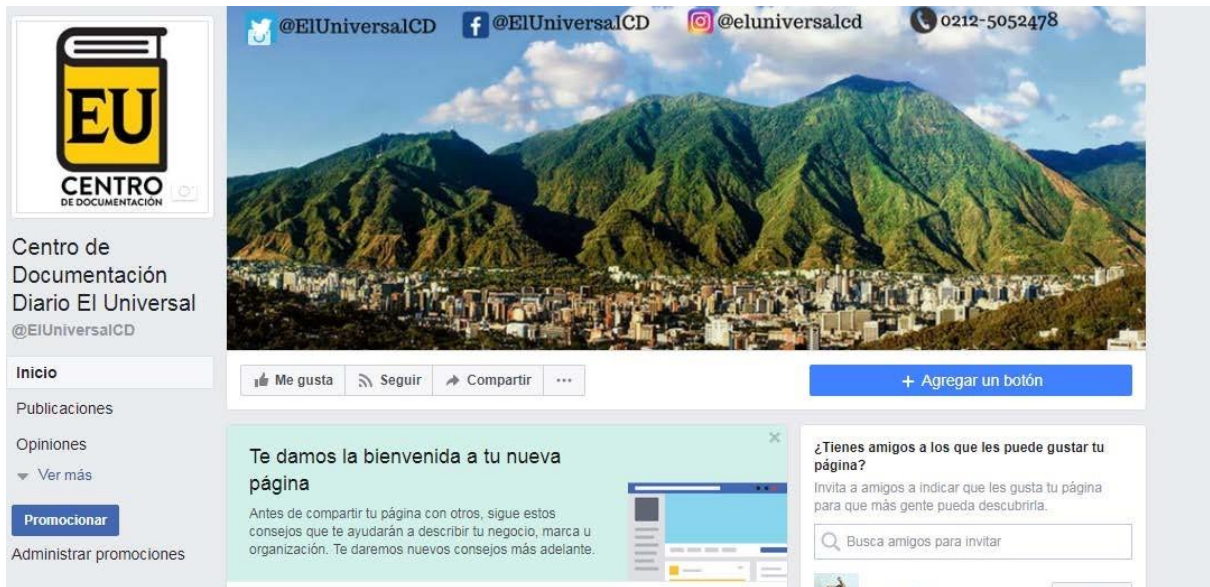 @ElUniversalCD @ElUniversalCD @eluniversalcd 0212-5052478
EU
CENTRO
DE DOCUMENTACIÓN
Centro de
Documentación
Diario El Universal
@ElUniversalCD
Inicio
Publicaciones
Opiniones
Ver más
Promocionar
Administrar promociones
Me gusta Seguir Compartir ...
+ Agregar un botón
Te damos la bienvenida a tu nueva
página
Antes de compartir tu página con otros, sigue estos
consejos que te ayudarán a describir tu negocio, marca u
organización. Te daremos nuevos consejos más adelante.
¿Tienes amigos a los que les puede gustar tu
página?
Invita a amigos a indicar que les gusta tu página
para que más gente pueda descubrirla.
Busca amigos para invitar